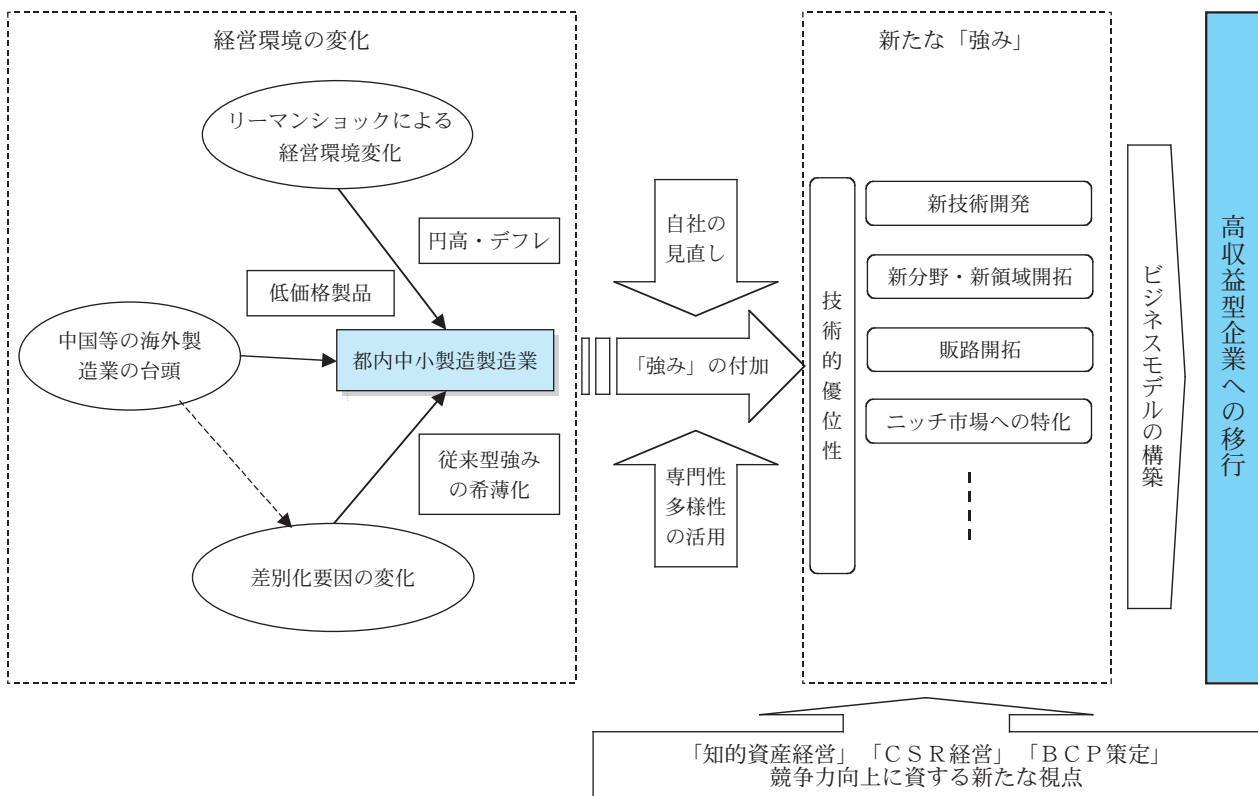 経営環境の変化
リーマンショックによる
経営環境変化
円高・デフレ
低価格製品
中国等の海外製
造業の台頭
都内中小製造製造業
従来型強み
の希薄化
差別化要因の変化
自社の
見直し
「強み」の付加
専門性
多様性
の活用
新たな「強み」
技術的優位性
新技術開発
新分野・新領域開拓
販路開拓
ニッチ市場への特化
ビジネスモデルの構築
高収益型企業への移行
「知的資産経営」「ＣＳＲ経営」「ＢＣＰ策定」
競争力向上に資する新たな視点